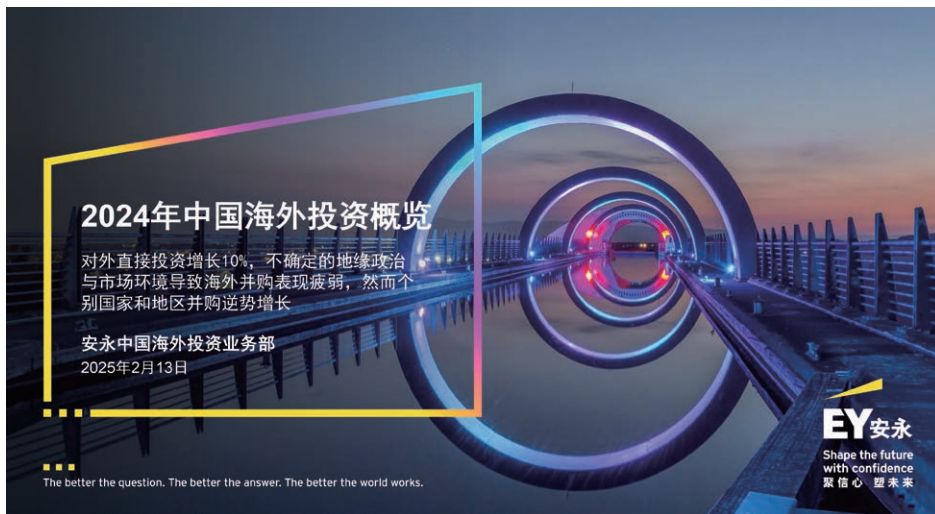 2024年中国海外投资概览
对外直接投资增长10%，不确定的地缘政治
与市场环境导致海外并购表现疲弱，然而个
别国家和地区并购逆势增长
安永中国海外投资业务部
2025年2月13日
EY安永
Shape the future
with confidence
聚信心 塑未来
The better the question. The better the answer. The better the world works.